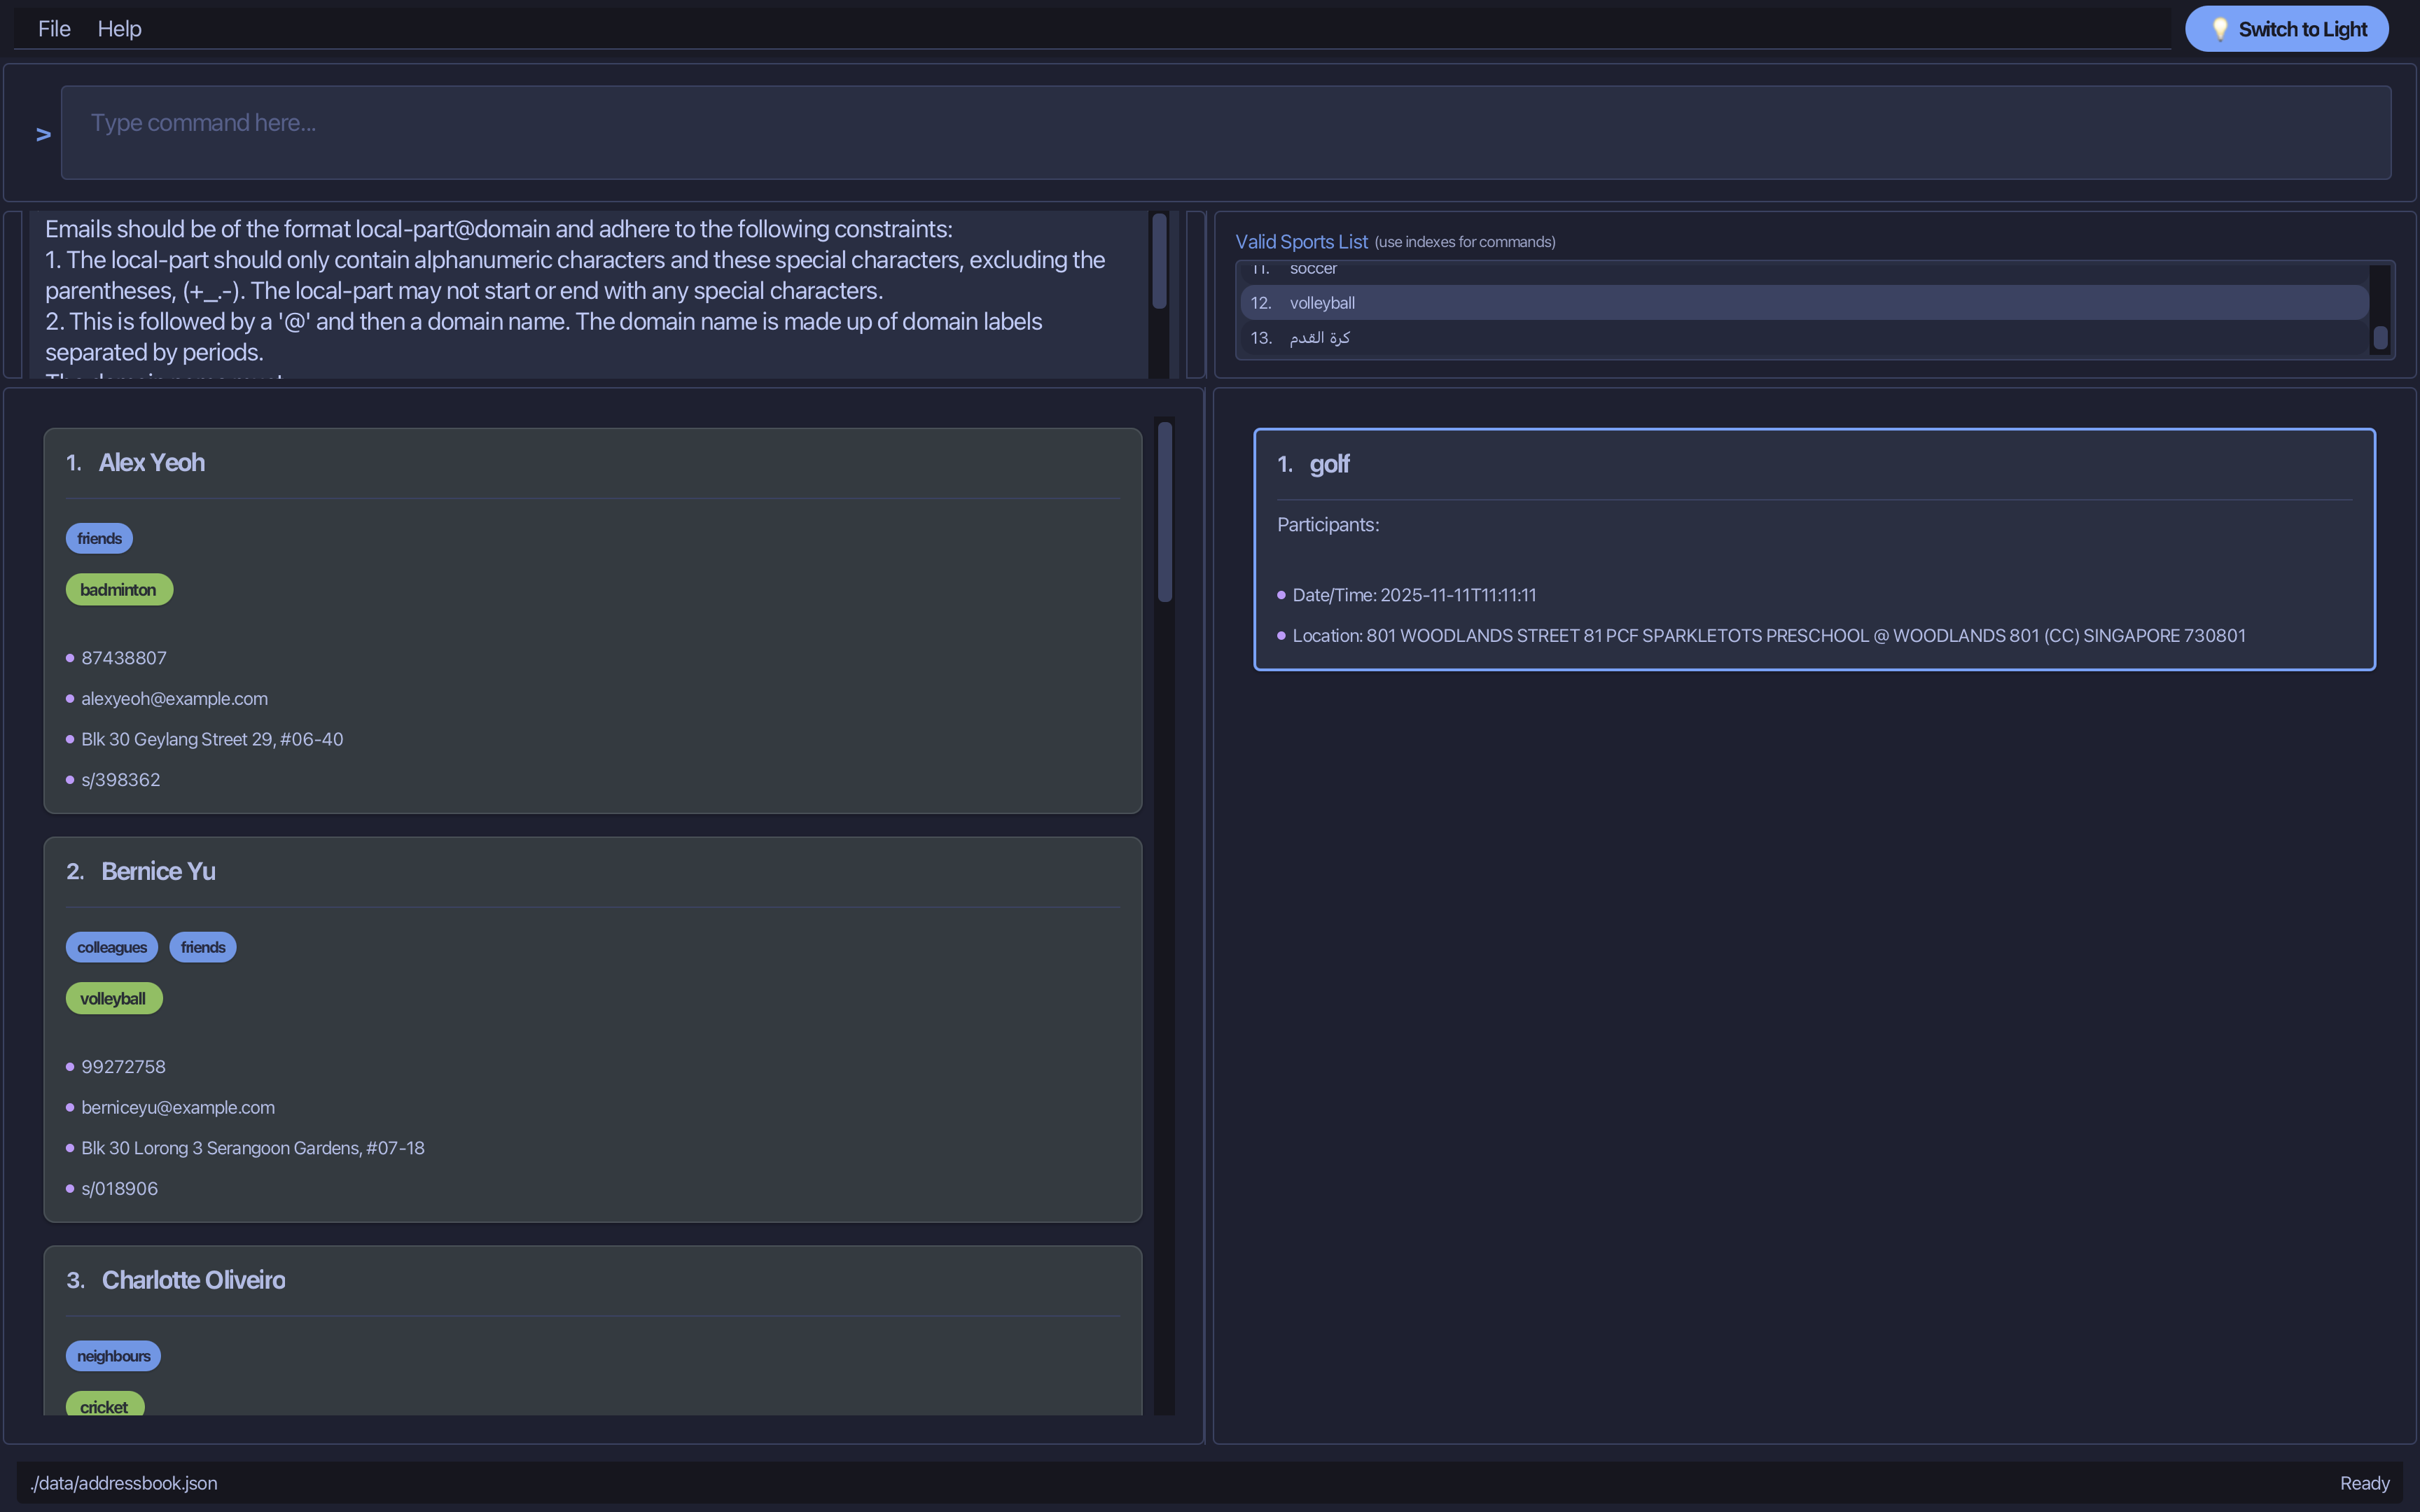 File Help
Switch to Light
>
Type command here...
Emails should be of the format local-part@domain and adhere to the following constraints:
1. The local-part should only contain alphanumeric characters and these special characters, excluding the
parentheses, (+_.-). The local-part may not start or end with any special characters.
2. This is followed by a '@' and then a domain name. The domain name is made up of domain labels
separated by periods.
Valid Sports List (use indexes for commands)
11. soccer
12. volleyball
13. كرة القدم
1. Alex Yeoh
friends
badminton
87438807
alexyeoh@example.com
Blk 30 Geylang Street 29, #06-40
s/398362
2. Bernice Yu
colleagues friends
volleyball
99272758
berniceyu@example.com
Blk 30 Lorong 3 Serangoon Gardens, #07-18
s/018906
3. Charlotte Oliveiro
neighbours
cricket
1. golf
Participants:
Date/Time: 2025-11-11T11:11:11
Location: 801 WOODLANDS STREET 81 PCF SPARKLETOTS PRESCHOOL @ WOODLANDS 801 (CC) SINGAPORE 730801
./data/addressbook.json
Ready